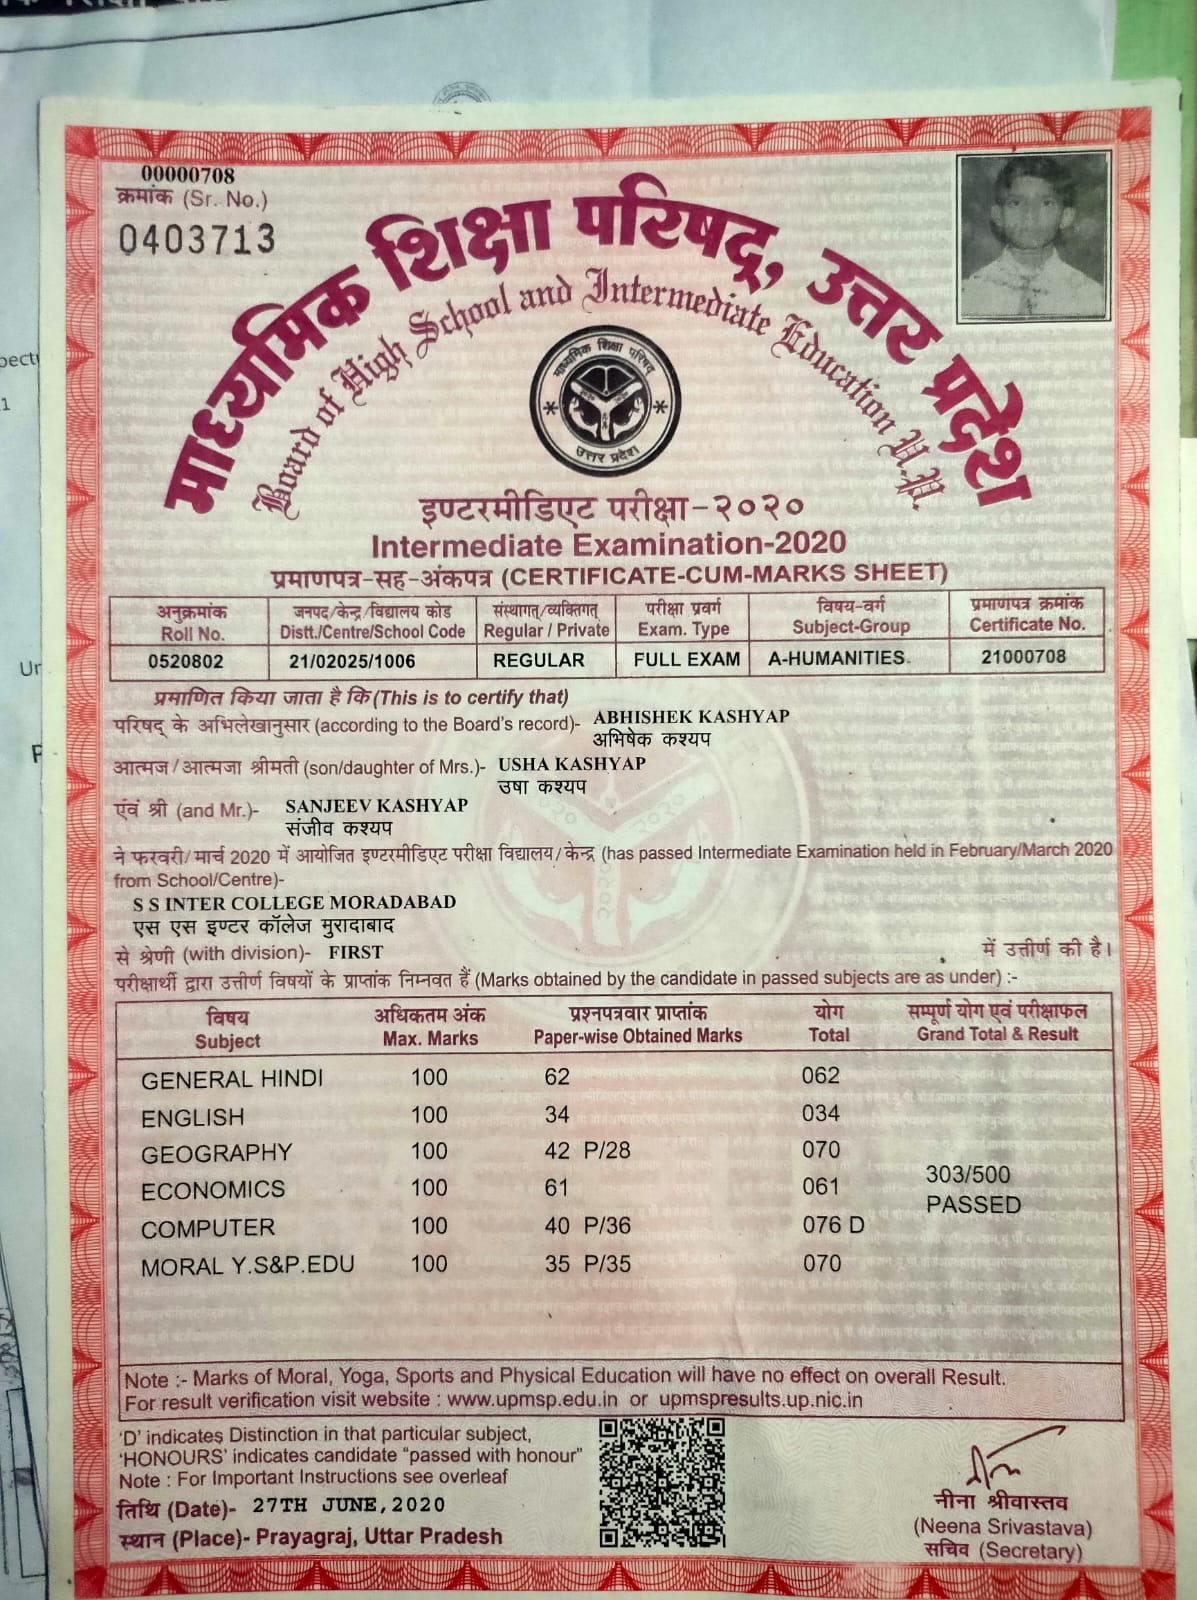 00000708
क्रमांक (Sr. No.)
0403713
माध्यमिक शिक्षा परिषद्, उत्तर प्रदेश
Board of High School and Intermediate Education U.P.
माध्यमिक शिक्षा परिषद्
उत्तर प्रदेश
इण्टरमीडिएट परीक्षा-२०२०
Intermediate Examination-2020
प्रमाणपत्र-सह-अंकपत्र (CERTIFICATE-CUM-MARKS SHEET)
अनुक्रमांक जनपद/केन्द्र/विद्यालय कोड संस्थागत्/व्यक्तिगत् परीक्षा प्रवर्ग विषय-वर्ग प्रमाणपत्र क्रमांक
Roll No. Distt./Centre/School Code Regular / Private Exam. Type Subject-Group Certificate No.
0520802 21/02025/1006 REGULAR FULL EXAM A-HUMANITIES 21000708
प्रमाणित किया जाता है कि (This is to certify that)
परिषद् के अभिलेखानुसार (according to the Board's record)- ABHISHEK KASHYAP
अभिषेक कश्यप
आत्मज/आत्मजा श्रीमती (son/daughter of Mrs.)- USHA KASHYAP
उषा कश्यप
एंवं श्री (and Mr.)- SANJEEV KASHYAP
संजीव कश्यप
ने फरवरी/मार्च 2020 में आयोजित इण्टरमीडिएट परीक्षा विद्यालय/केन्द्र (has passed Intermediate Examination held in February/March 2020
from School/Centre)-
S S INTER COLLEGE MORADABAD
एस एस इण्टर कॉलेज मुरादाबाद
से श्रेणी (with division)- FIRST में उत्तीर्ण की है।
परीक्षार्थी द्वारा उत्तीर्ण विषयों के प्राप्तांक निम्नवत हैं (Marks obtained by the candidate in passed subjects are as under) :-
विषय अधिकतम अंक प्रश्नपत्रवार प्राप्तांक योग सम्पूर्ण योग एवं परीक्षाफल
Subject Max. Marks Paper-wise Obtained Marks Total Grand Total & Result
GENERAL HINDI 100 62 062
ENGLISH 100 34 034
GEOGRAPHY 100 42 P/28 070
303/500
ECONOMICS 100 61 061
PASSED
COMPUTER 100 40 P/36 076 D
MORAL Y.S&P.EDU 100 35 P/35 070
Note :- Marks of Moral, Yoga, Sports and Physical Education will have no effect on overall Result.
For result verification visit website : www.upmsp.edu.in or upmspresults.up.nic.in
'D' indicates Distinction in that particular subject,
'HONOURS' indicates candidate "passed with honour"
Note : For Important Instructions see overleaf
तिथि (Date)- 27TH JUNE,2020
स्थान (Place)- Prayagraj, Uttar Pradesh
नीना श्रीवास्तव
(Neena Srivastava)
सचिव (Secretary)